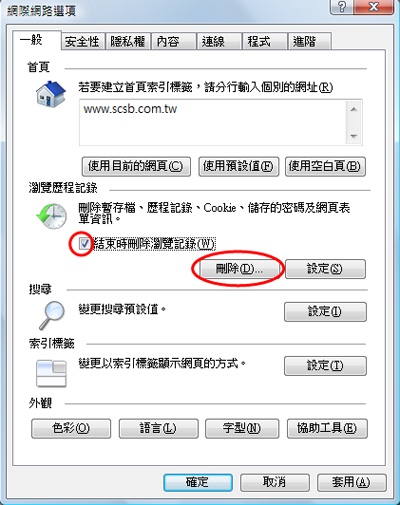 網際網路選項
一般 安全性 隱私權 內容 連線 程式 進階
首頁
若要建立首頁索引標籤，請分行輸入個別的網址(R)
www.scsb.com.tw
使用目前的網頁(C) 使用預設值(F) 使用空白頁(B)
瀏覽歷程記錄
刪除暫存檔、歷程記錄、Cookie、儲存的密碼及網頁表
單資訊。
結束時刪除瀏覽記錄(W)
刪除(D)... 設定(S)
搜尋
變更搜尋預設值。 設定(I)
索引標籤
變更以索引標籤顯示網頁的方式。 設定(T)
外觀
色彩(O) 語言(L) 字型(N) 協助工具(E)
確定 取消 套用(A)